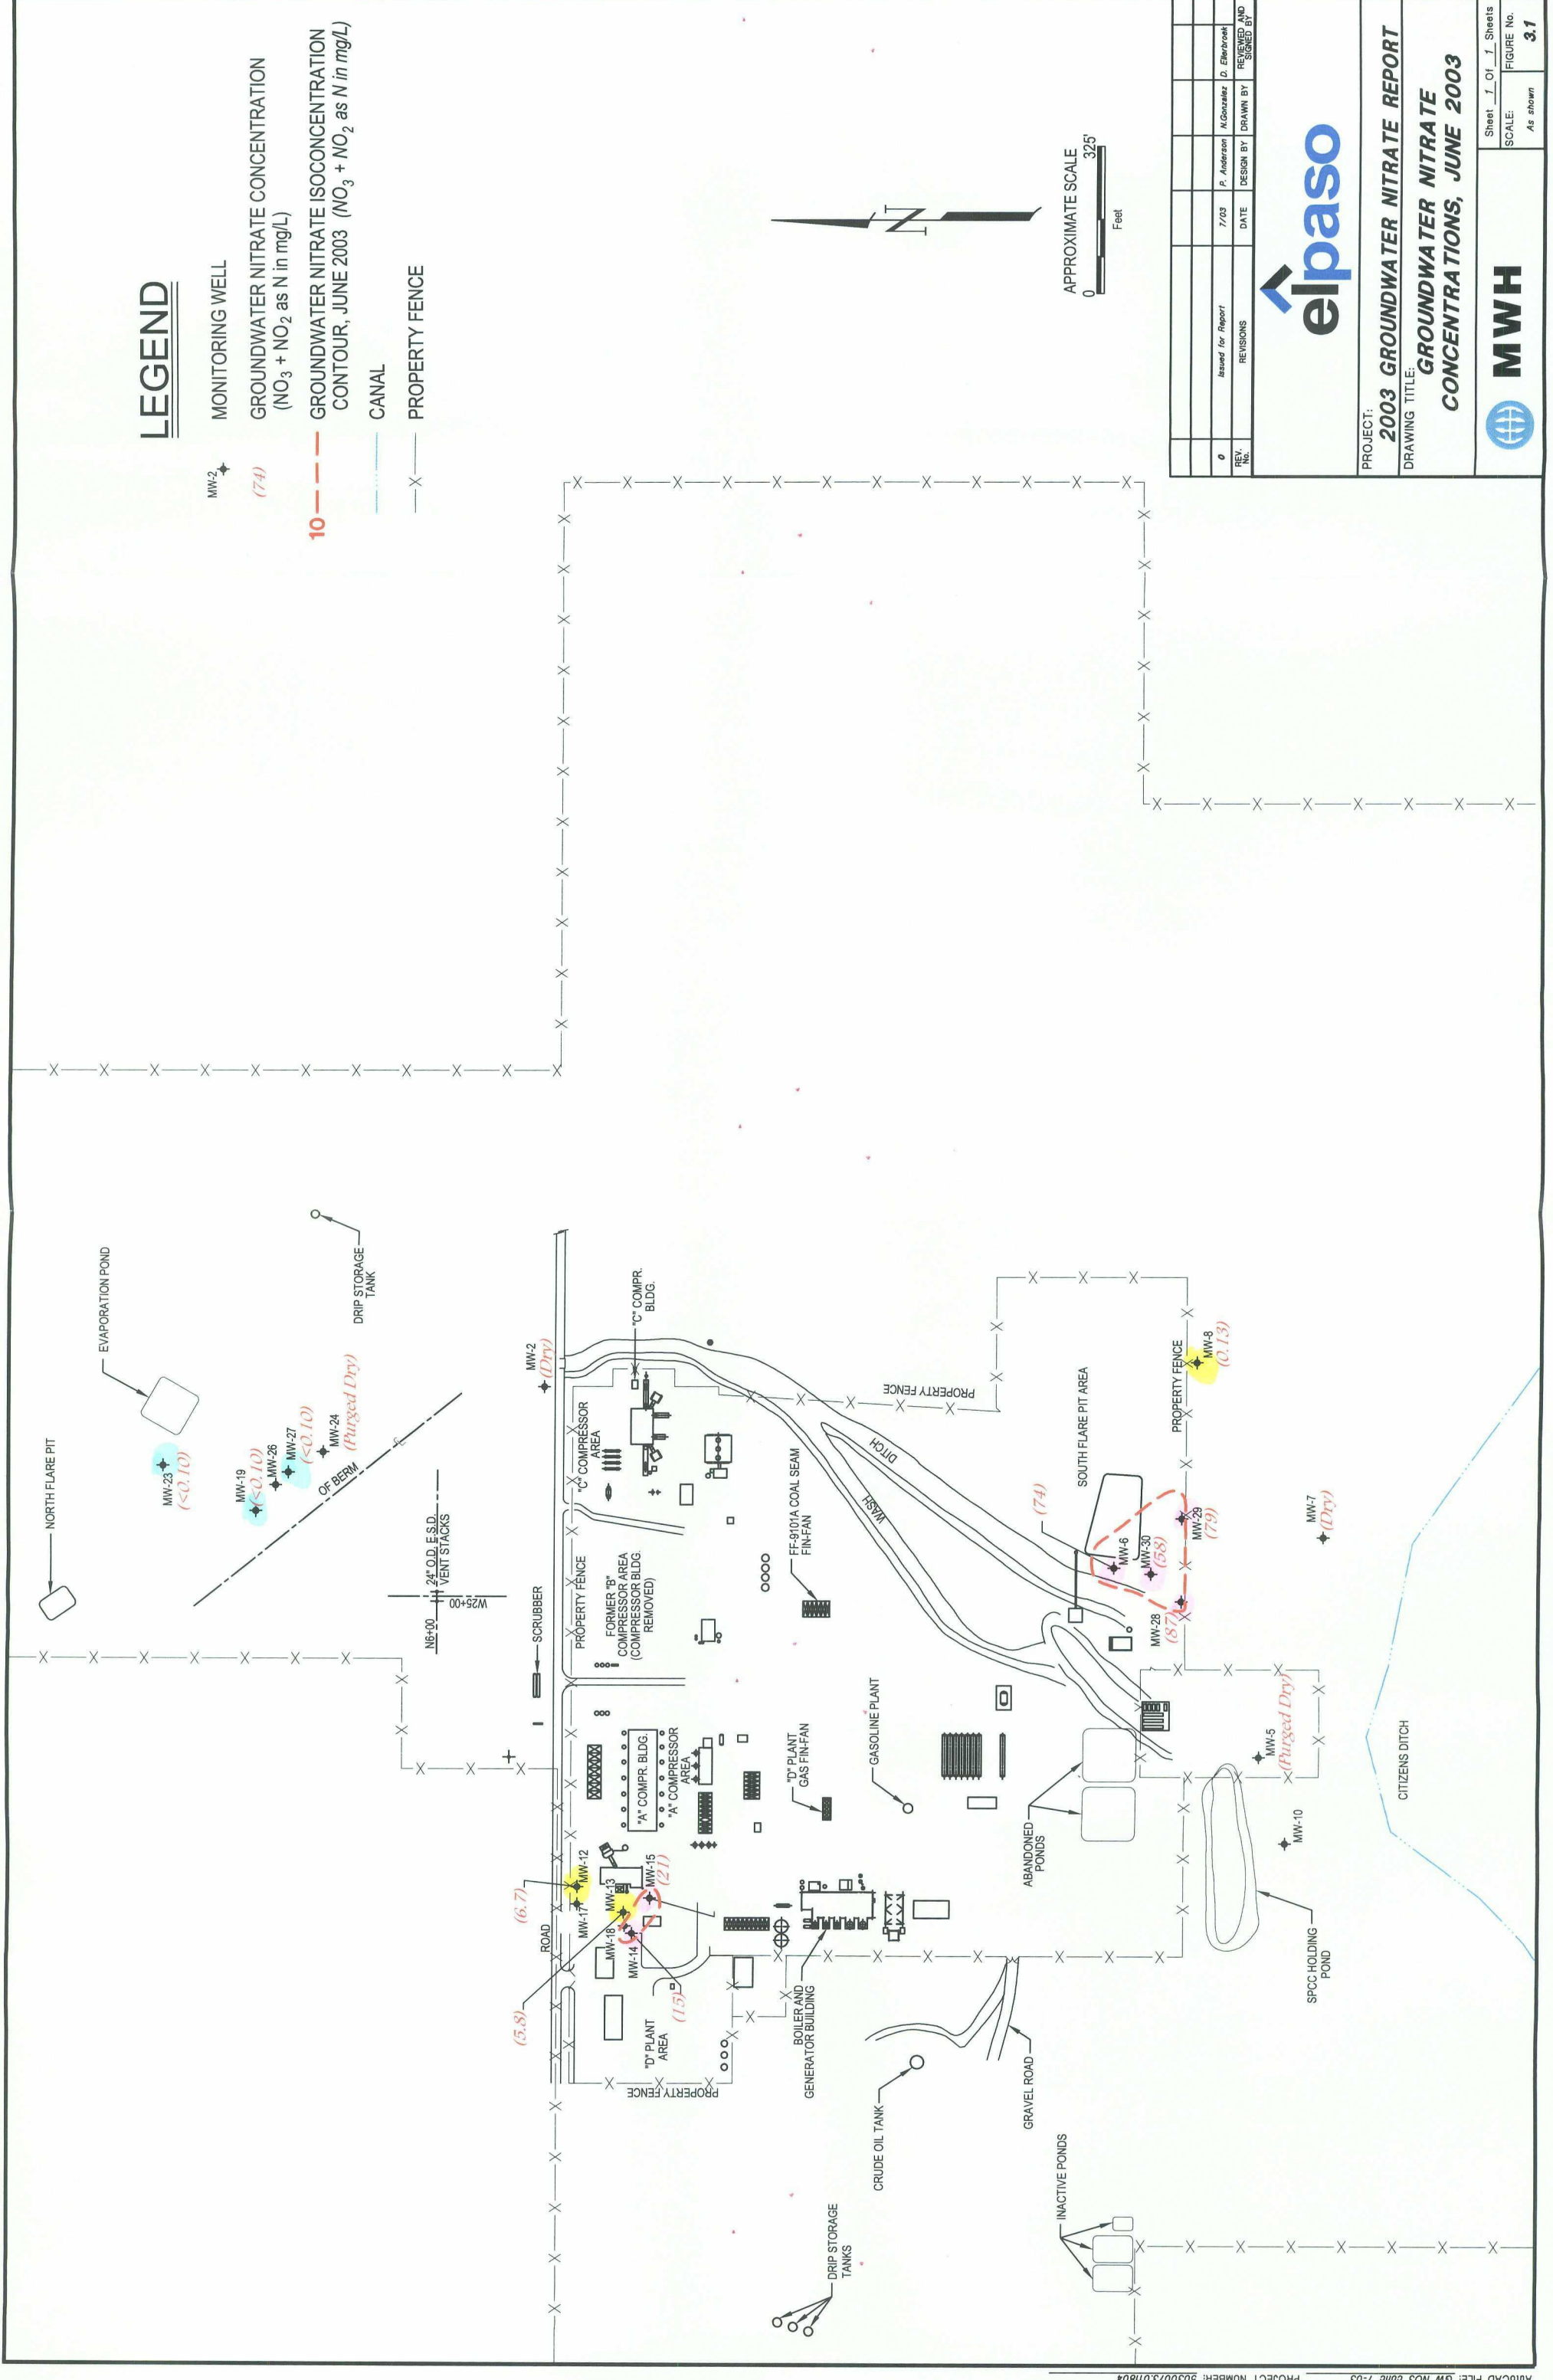 LEGEND
MW-2
MONITORING WELL
(74)
GROUNDWATER NITRATE CONCENTRATION
(NO3 + NO2 as N in mg/L)
10
GROUNDWATER NITRATE ISOCONCENTRATION
CONTOUR, JUNE 2003 (NO3 + NO2 as N in mg/L)
CANAL
X
PROPERTY FENCE
NORTH FLARE PIT
EVAPORATION POND
MW-23
(<0.10)
MW-19
(<0.10)
MW-26
MW-27
(<0.10)
MW-24
(Purged Dry)
OF BERM
DRIP STORAGE
TANK
24" O.D. E.S.D.
VENT STACKS
N6+00
W25+00
SCRUBBER
MW-2
(Dry)
ROAD
(6.7)
(5.8)
MW-12
MW-17
MW-13
MW-18
MW-14
MW-15
(21)
(15)
"D" PLANT
AREA
PROPERTY FENCE
PROPERTY FENCE
"A" COMPR. BLDG.
"A" COMPRESSOR
AREA
FORMER "B"
COMPRESSOR AREA
(COMPRESSOR BLDG.
REMOVED)
"C" COMPRESSOR
AREA
"C" COMPR.
BLDG.
BOILER AND
GENERATOR BUILDING
"D" PLANT
GAS FIN-FAN
FF-9101A COAL SEAM
FIN-FAN
GASOLINE PLANT
WASH
DITCH
PROPERTY FENCE
DRIP STORAGE
TANKS
CRUDE OIL TANK
GRAVEL ROAD
ABANDONED
PONDS
INACTIVE PONDS
SOUTH FLARE PIT AREA
(74)
MW-6
MW-30
(58)
MW-28
(87)
MW-29
(79)
PROPERTY FENCE
MW-8
(0.13)
MW-7
(Dry)
MW-5
(Purged Dry)
MW-10
SPCC HOLDING
POND
CITIZENS DITCH
N
APPROXIMATE SCALE
0 325'
Feet
0 Issued for Report 7/03 P. Anderson N.Gonzalez D. Ellerbroek
REV. No. REVISIONS DATE DESIGN BY DRAWN BY REVIEWED AND SIGNED BY
elpaso
PROJECT:
2003 GROUNDWATER NITRATE REPORT
DRAWING TITLE:
GROUNDWATER NITRATE
CONCENTRATIONS, JUNE 2003
MWH
Sheet 1 Of 1 Sheets
SCALE:
As shown
FIGURE No.
3.1